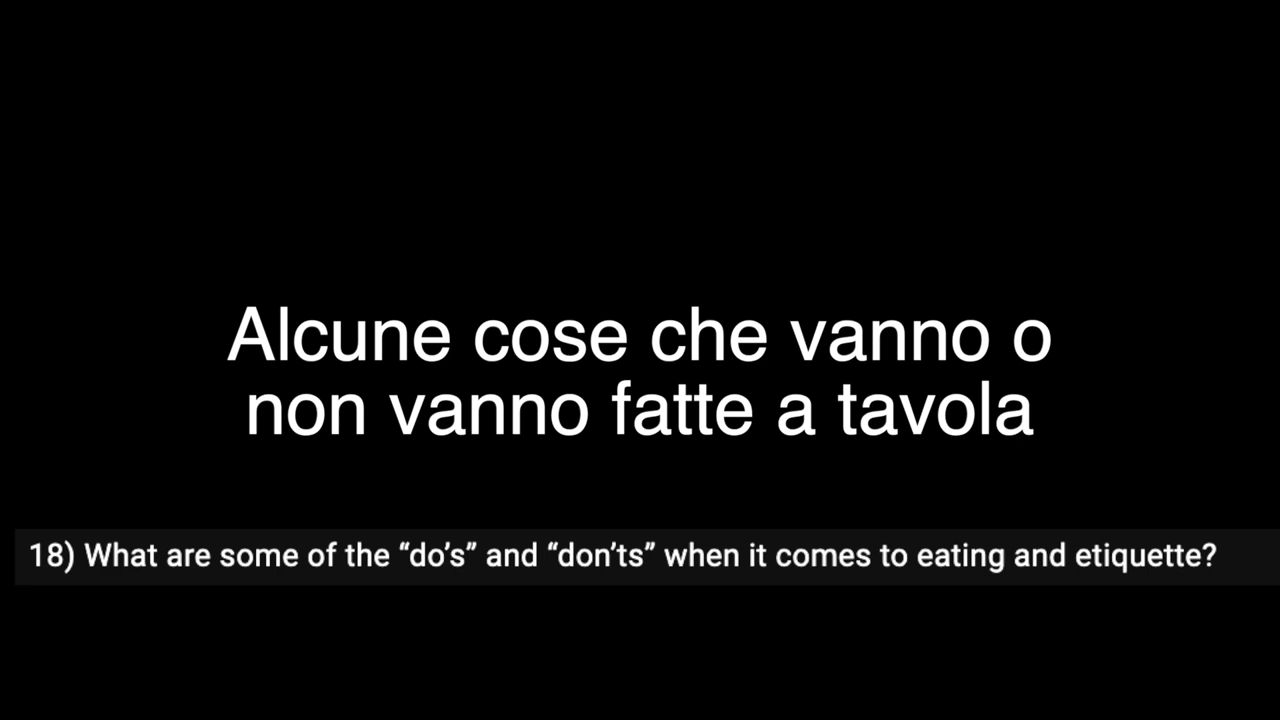 Alcune cose che vanno o
non vanno fatte a tavola
18) What are some of the “do’s” and “don’ts” when it comes to eating and etiquette?